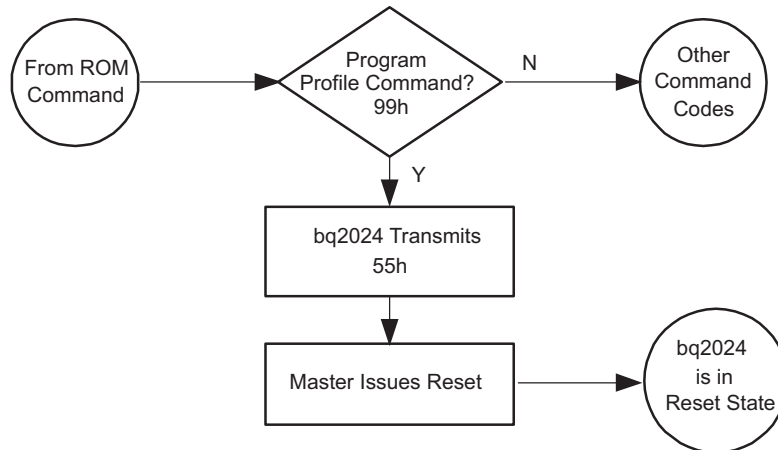 From ROM
Command
Program
Profile Command?
99h
N
Other
Command
Codes
Y
bq2024 Transmits
55h
Master Issues Reset
bq2024
is in
Reset State